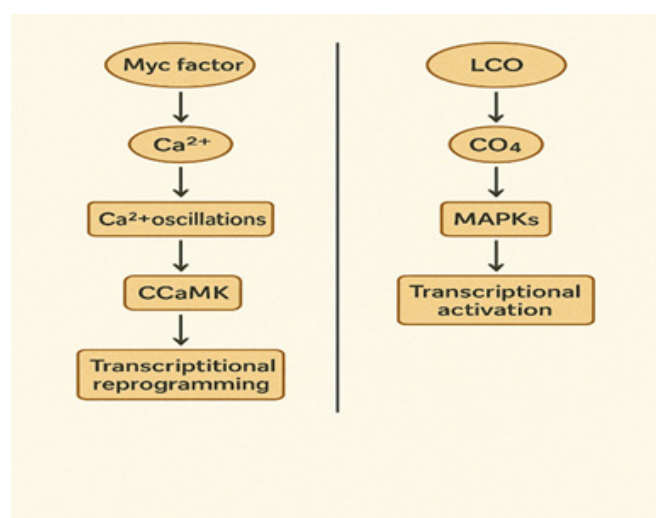 Myc factor
Ca²⁺
Ca²⁺oscillations
CCaMK
Transcriptitional
reprogramming
LCO
CO₄
MAPKs
Transcriptional
activation